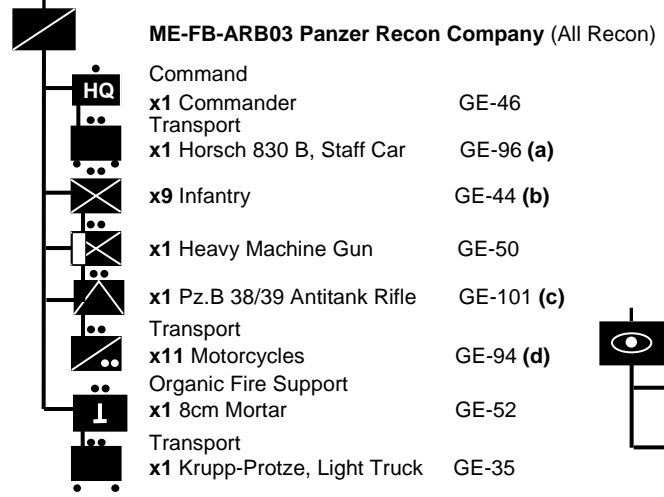 ME-FB-ARB03 Panzer Recon Company (All Recon)
HQ
Command
x1 Commander GE-46
Transport
x1 Horsch 830 B, Staff Car GE-96 (a)
x9 Infantry GE-44 (b)
x1 Heavy Machine Gun GE-50
x1 Pz.B 38/39 Antitank Rifle GE-101 (c)
Transport
x11 Motorcycles GE-94 (d)
Organic Fire Support
x1 8cm Mortar GE-52
Transport
x1 Krupp-Protze, Light Truck GE-35